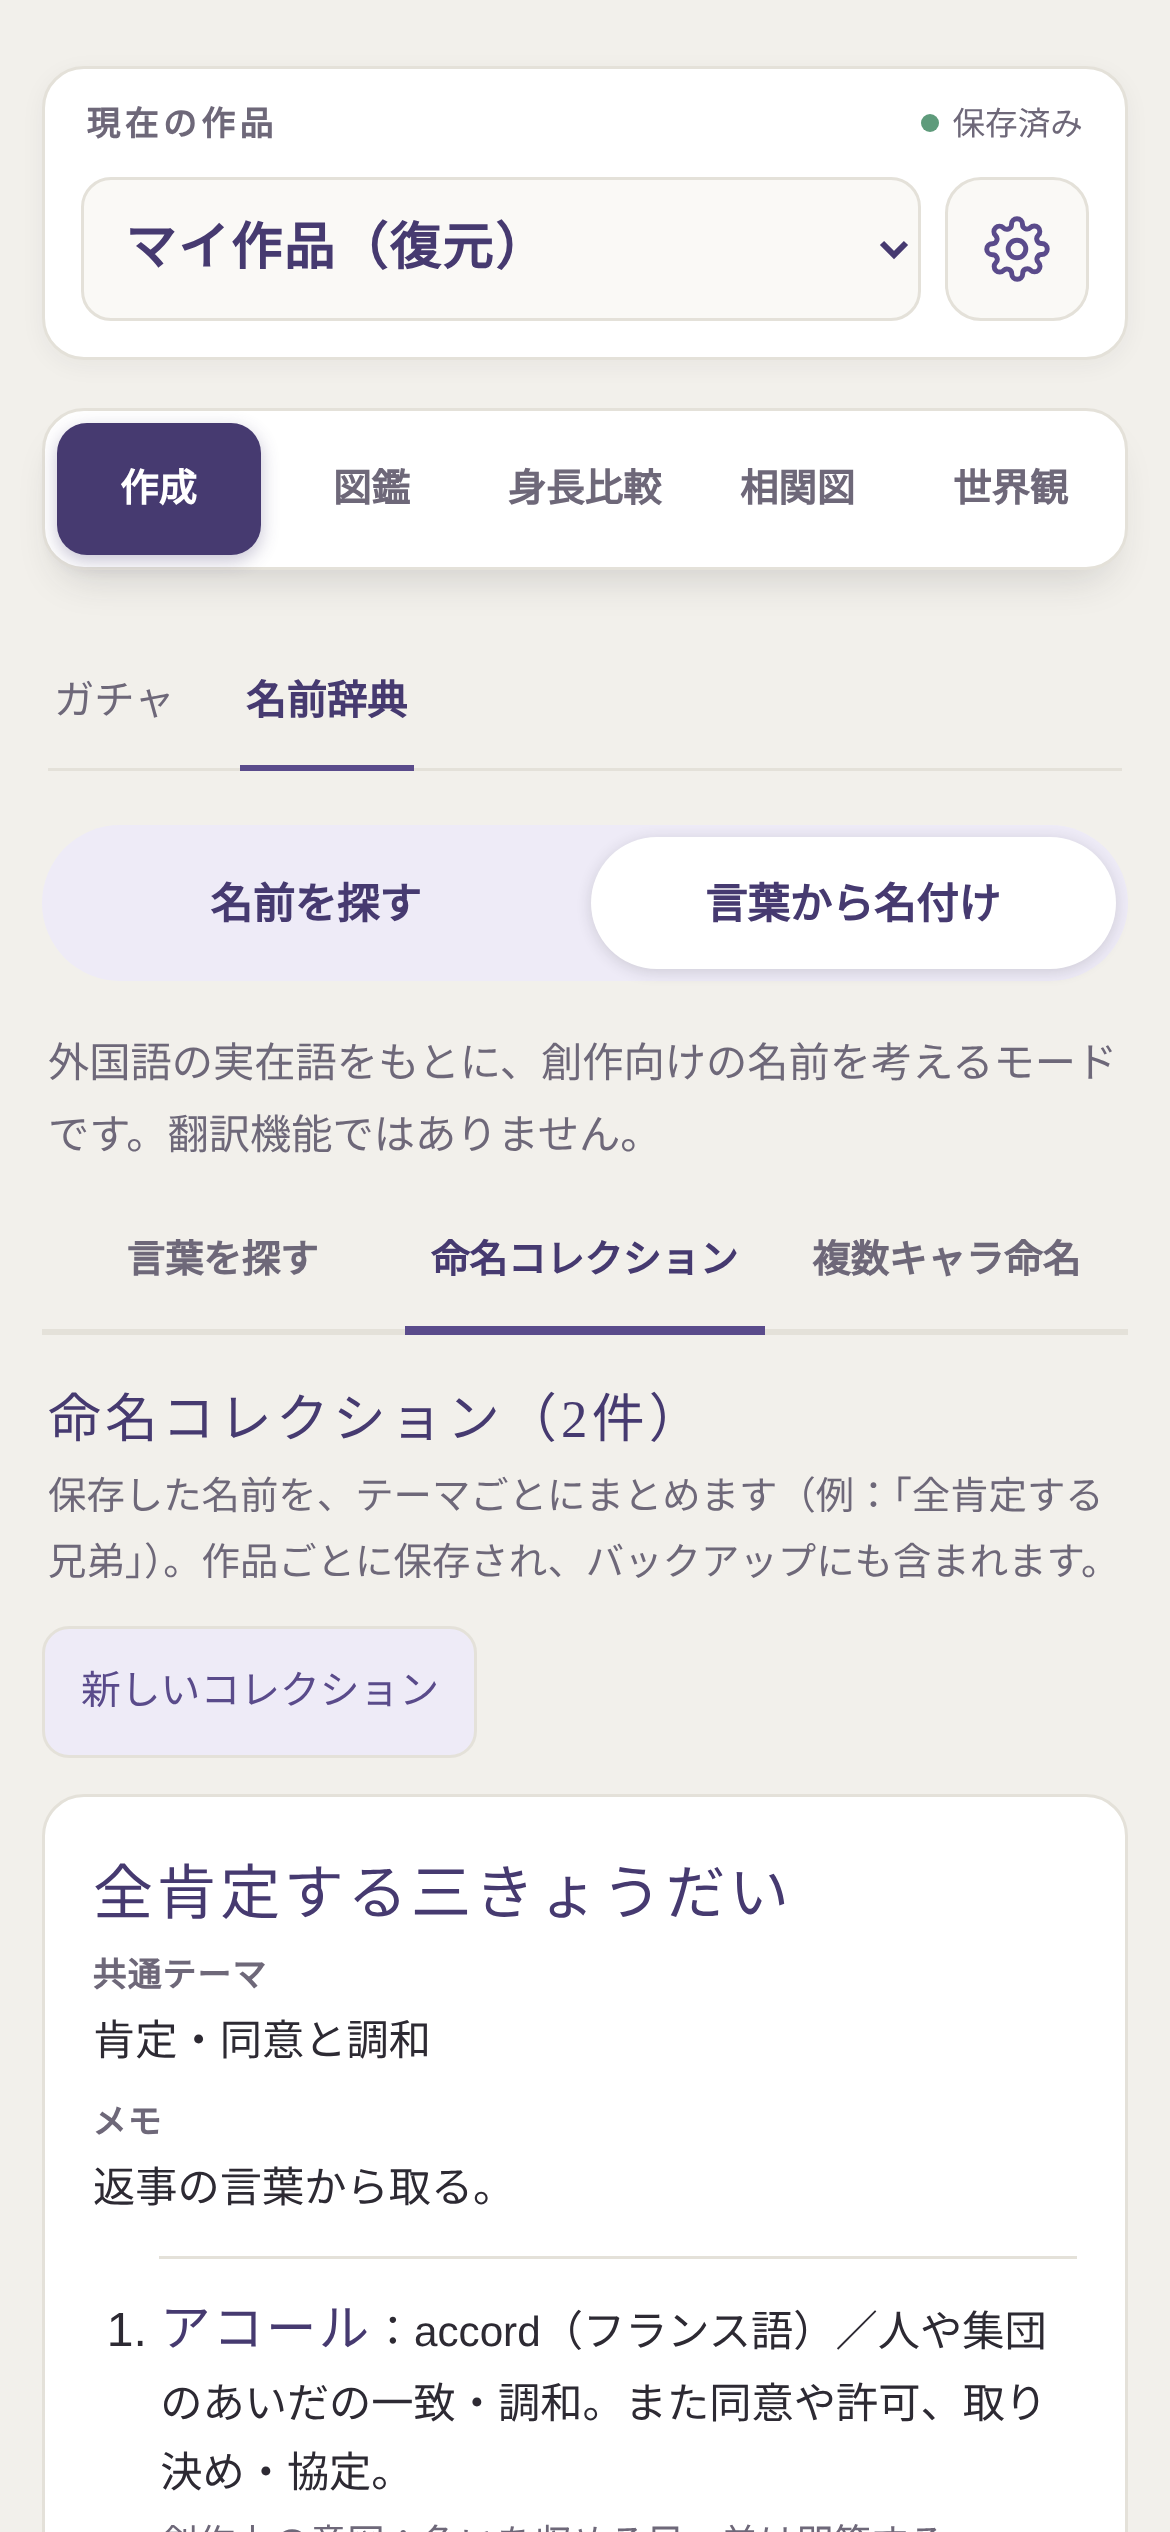 現在の作品
保存済み
マイ作品（復元）
作成
図鑑
身長比較
相関図
世界観
ガチャ
名前辞典
名前を探す
言葉から名付け
外国語の実在語をもとに、創作向けの名前を考えるモード
です。翻訳機能ではありません。
言葉を探す
命名コレクション
複数キャラ命名
命名コレクション（2件）
保存した名前を、テーマごとにまとめます（例：「全肯定する
兄弟」）。作品ごとに保存され、バックアップにも含まれます。
新しいコレクション
全肯定する三きょうだい
共通テーマ
肯定・同意と調和
メモ
返事の言葉から取る。
1. アコール：accord（フランス語）／人や集団
のあいだの一致・調和。また同意や許可、取り
決め・協定。